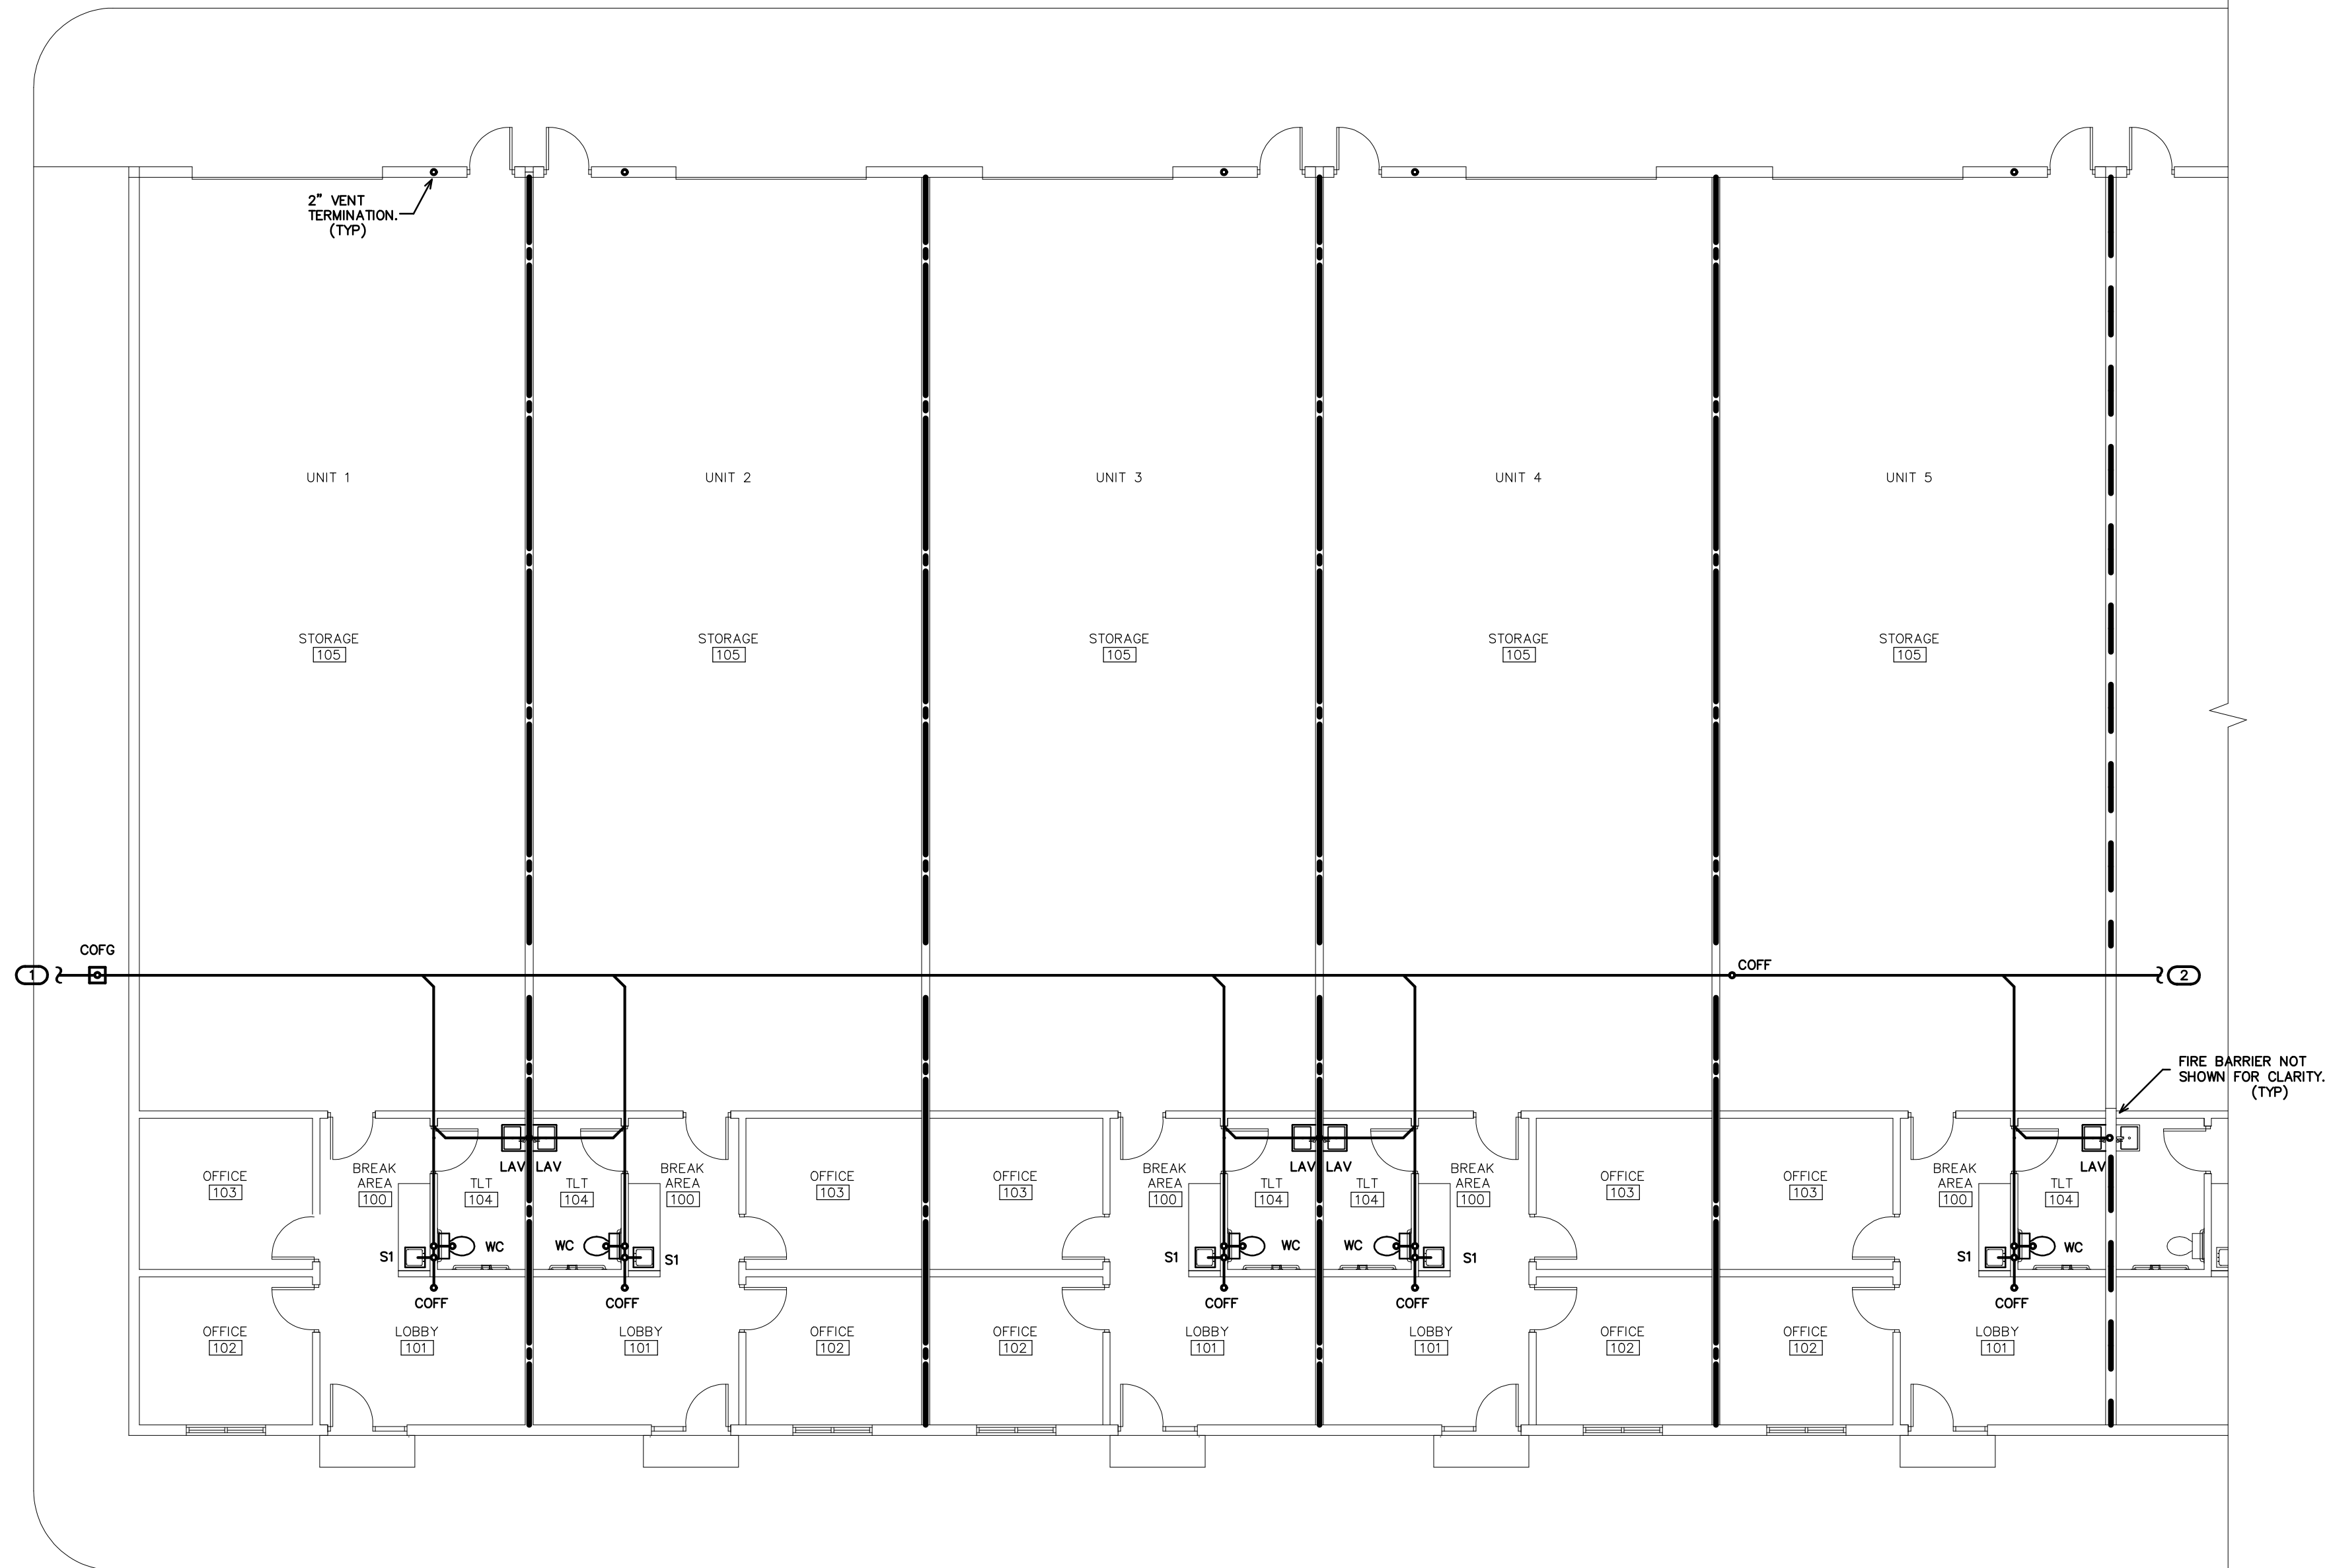 2" VENT
TERMINATION.
(TYP)
UNIT 1
UNIT 2
UNIT 3
UNIT 4
UNIT 5
STORAGE
105
STORAGE
105
STORAGE
105
STORAGE
105
STORAGE
105
COFG
1
COFF
2
FIRE BARRIER NOT
SHOWN FOR CLARITY.
(TYP)
OFFICE
103
BREAK
AREA
100
LAV
LAV
TLT
104
TLT
104
BREAK
AREA
100
OFFICE
103
OFFICE
103
BREAK
AREA
100
LAV
LAV
TLT
104
TLT
104
BREAK
AREA
100
OFFICE
103
OFFICE
103
BREAK
AREA
100
LAV
TLT
104
S1
WC
WC
S1
S1
WC
WC
S1
S1
WC
COFF
COFF
COFF
COFF
COFF
OFFICE
102
LOBBY
101
LOBBY
101
OFFICE
102
OFFICE
102
LOBBY
101
LOBBY
101
OFFICE
102
OFFICE
102
LOBBY
101